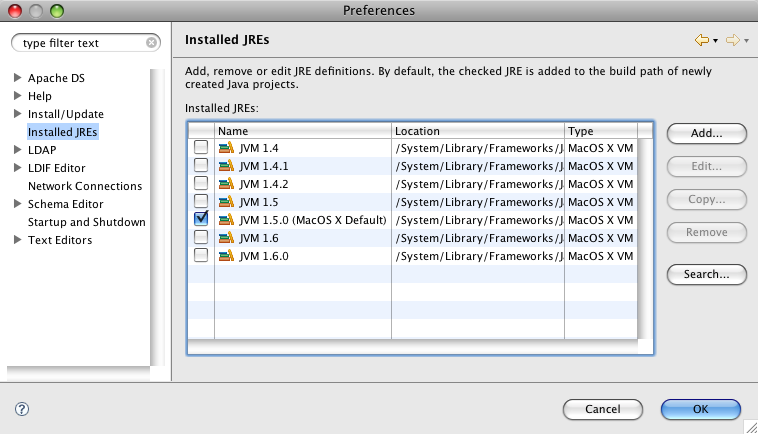 Preferences
type filter text
Apache DS
Help
Install/Update
Installed JREs
LDAP
LDIF Editor
Network Connections
Schema Editor
Startup and Shutdown
Text Editors
Installed JREs
Add, remove or edit JRE definitions. By default, the checked JRE is added to the build path of newly
created Java projects.
Installed JREs:
Name Location Type
JVM 1.4 /System/Library/Frameworks/J MacOS X VM
JVM 1.4.1 /System/Library/Frameworks/J MacOS X VM
JVM 1.4.2 /System/Library/Frameworks/J MacOS X VM
JVM 1.5 /System/Library/Frameworks/J MacOS X VM
JVM 1.5.0 (MacOS X Default) /System/Library/Frameworks/J MacOS X VM
JVM 1.6 /System/Library/Frameworks/J MacOS X VM
JVM 1.6.0 /System/Library/Frameworks/J MacOS X VM
Add...
Edit...
Copy...
Remove
Search...
?
Cancel
OK